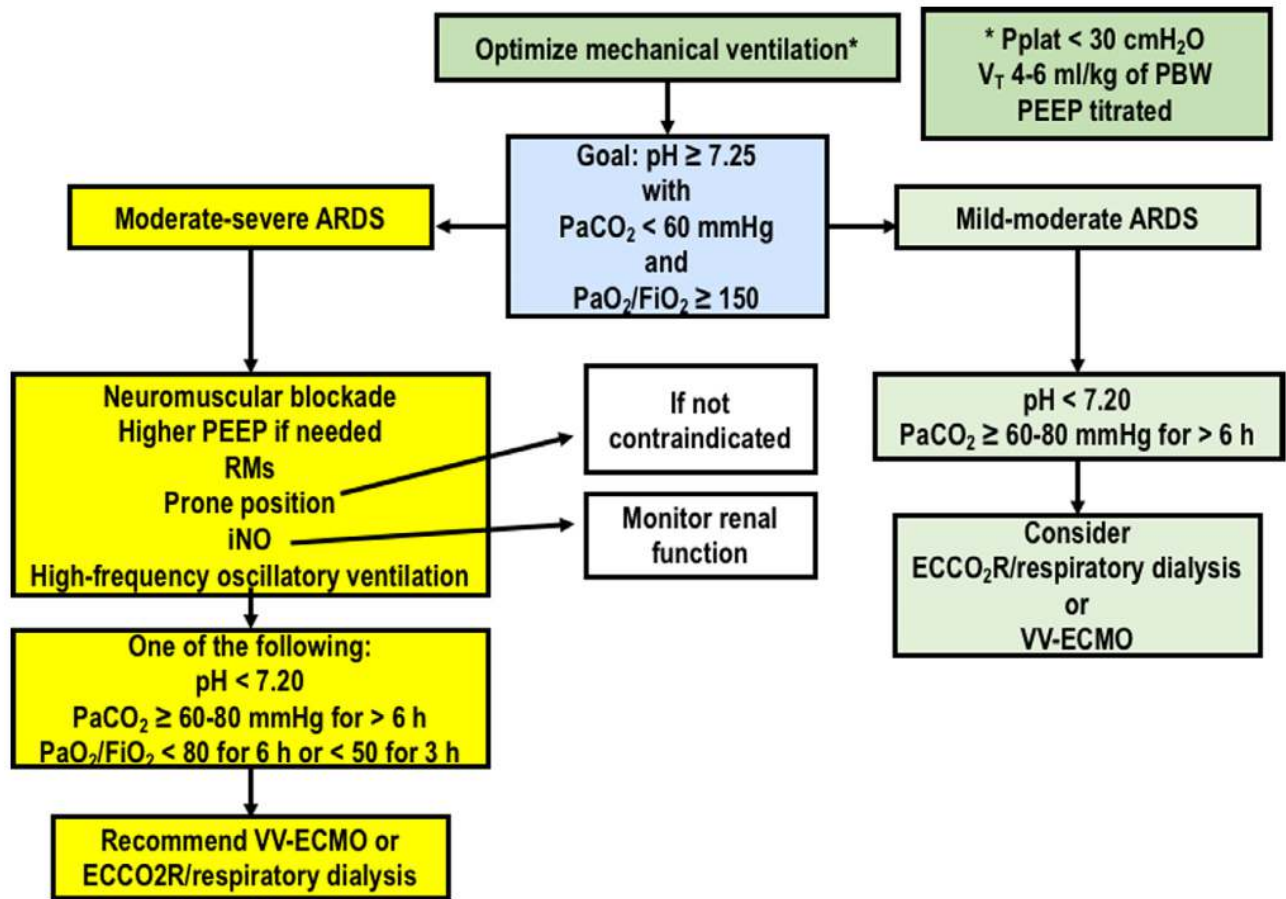 Optimize mechanical ventilation*
* Pplat < 30 cmH₂O
V_T 4-6 ml/kg of PBW
PEEP titrated
Goal: pH ≥ 7.25
with
PaCO₂ < 60 mmHg
and
PaO₂/FiO₂ ≥ 150
Moderate-severe ARDS
Mild-moderate ARDS
Neuromuscular blockade
Higher PEEP if needed
RMs
Prone position
iNO
High-frequency oscillatory ventilation
If not
contraindicated
Monitor renal
function
pH < 7.20
PaCO₂ ≥ 60-80 mmHg for > 6 h
Consider
ECCO₂R/respiratory dialysis
or
VV-ECMO
One of the following:
pH < 7.20
PaCO₂ ≥ 60-80 mmHg for > 6 h
PaO₂/FiO₂ < 80 for 6 h or < 50 for 3 h
Recommend VV-ECMO or
ECCO2R/respiratory dialysis